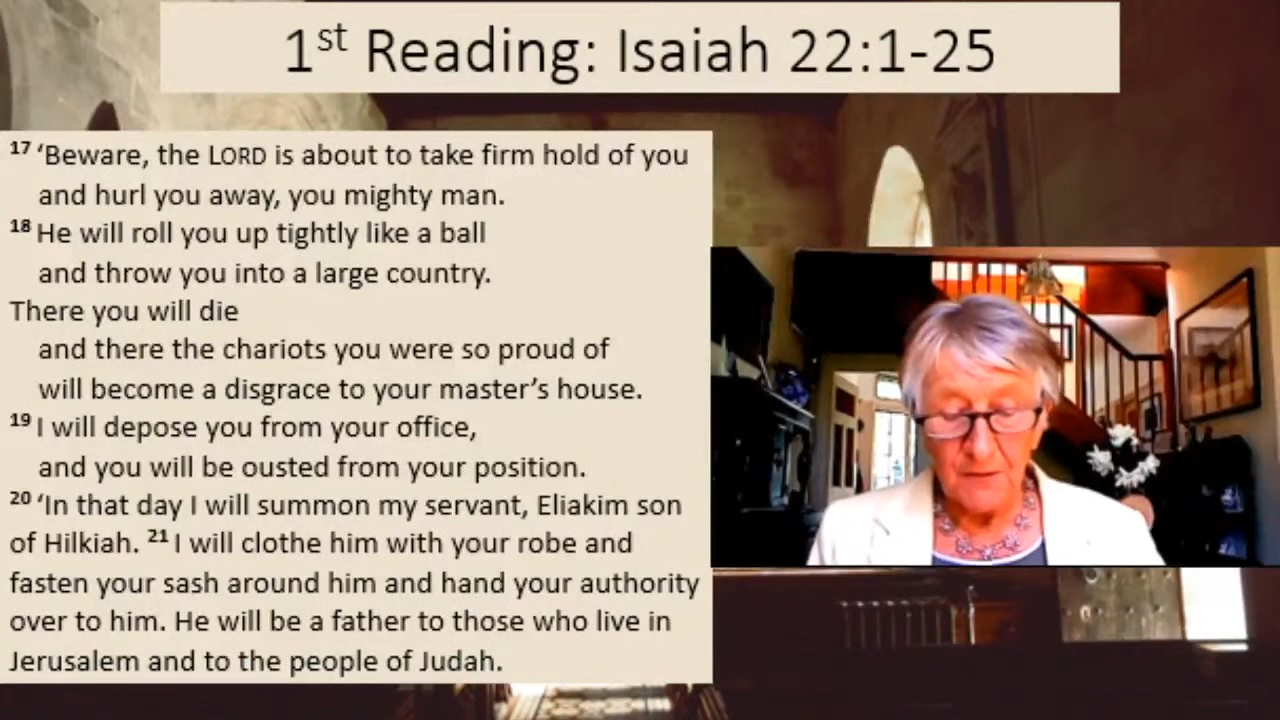 1st Reading: Isaiah 22:1-25
17 ‘Beware, the LORD is about to take firm hold of you
and hurl you away, you mighty man.
18 He will roll you up tightly like a ball
and throw you into a large country.
There you will die
and there the chariots you were so proud of
will become a disgrace to your master’s house.
19 I will depose you from your office,
and you will be ousted from your position.
20 ‘In that day I will summon my servant, Eliakim son
of Hilkiah. 21 I will clothe him with your robe and
fasten your sash around him and hand your authority
over to him. He will be a father to those who live in
Jerusalem and to the people of Judah.